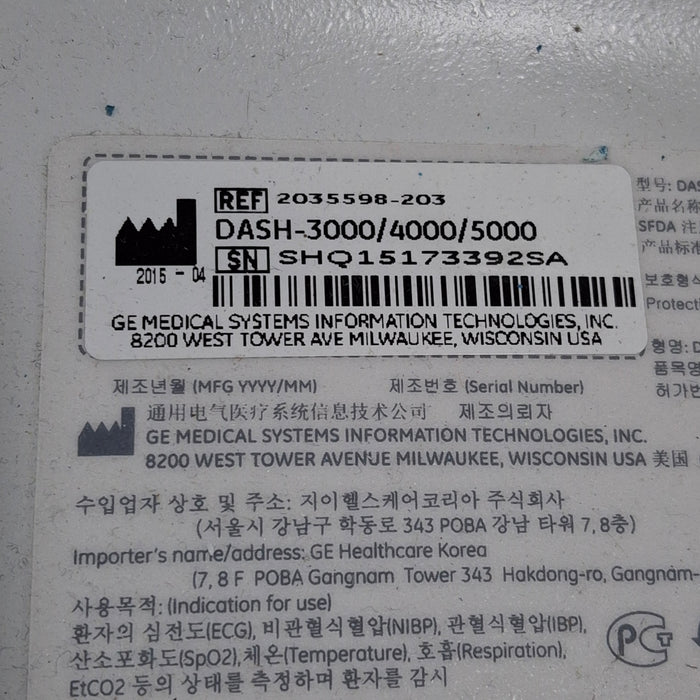 REF 2035598-203
DASH-3000/4000/5000
SN SHQ15173392SA
2015 - 04
GE MEDICAL SYSTEMS INFORMATION TECHNOLOGIES, INC.
8200 WEST TOWER AVE MILWAUKEE, WISCONSIN USA
型号: DAS
产品名称
SFDA 注
产品标准
보호형식
Protecti
형명: D
품목명
허가번
제조년월 (MFG YYYY/MM) 제조번호 (Serial Number)
通用电气医疗系统信息技术公司 제조의뢰자
GE MEDICAL SYSTEMS INFORMATION TECHNOLOGIES, INC.
8200 WEST TOWER AVENUE MILWAUKEE, WISCONSIN USA 美国
수입업자 상호 및 주소: 지이헬스케어코리아 주식회사
(서울시 강남구 학동로 343 POBA 강남 타워 7, 8층)
Importer's name/address: GE Healthcare Korea
(7, 8 F POBA Gangnam Tower 343 Hakdong-ro, Gangnam-
사용목적: (Indication for use)
환자의 심전도(ECG), 비관혈식혈압(NIBP), 관혈식혈압(IBP),
산소포화도(SpO2), 체온(Temperature), 호흡(Respiration),
EtCO2 등의 상태를 측정하며 환자를 감시